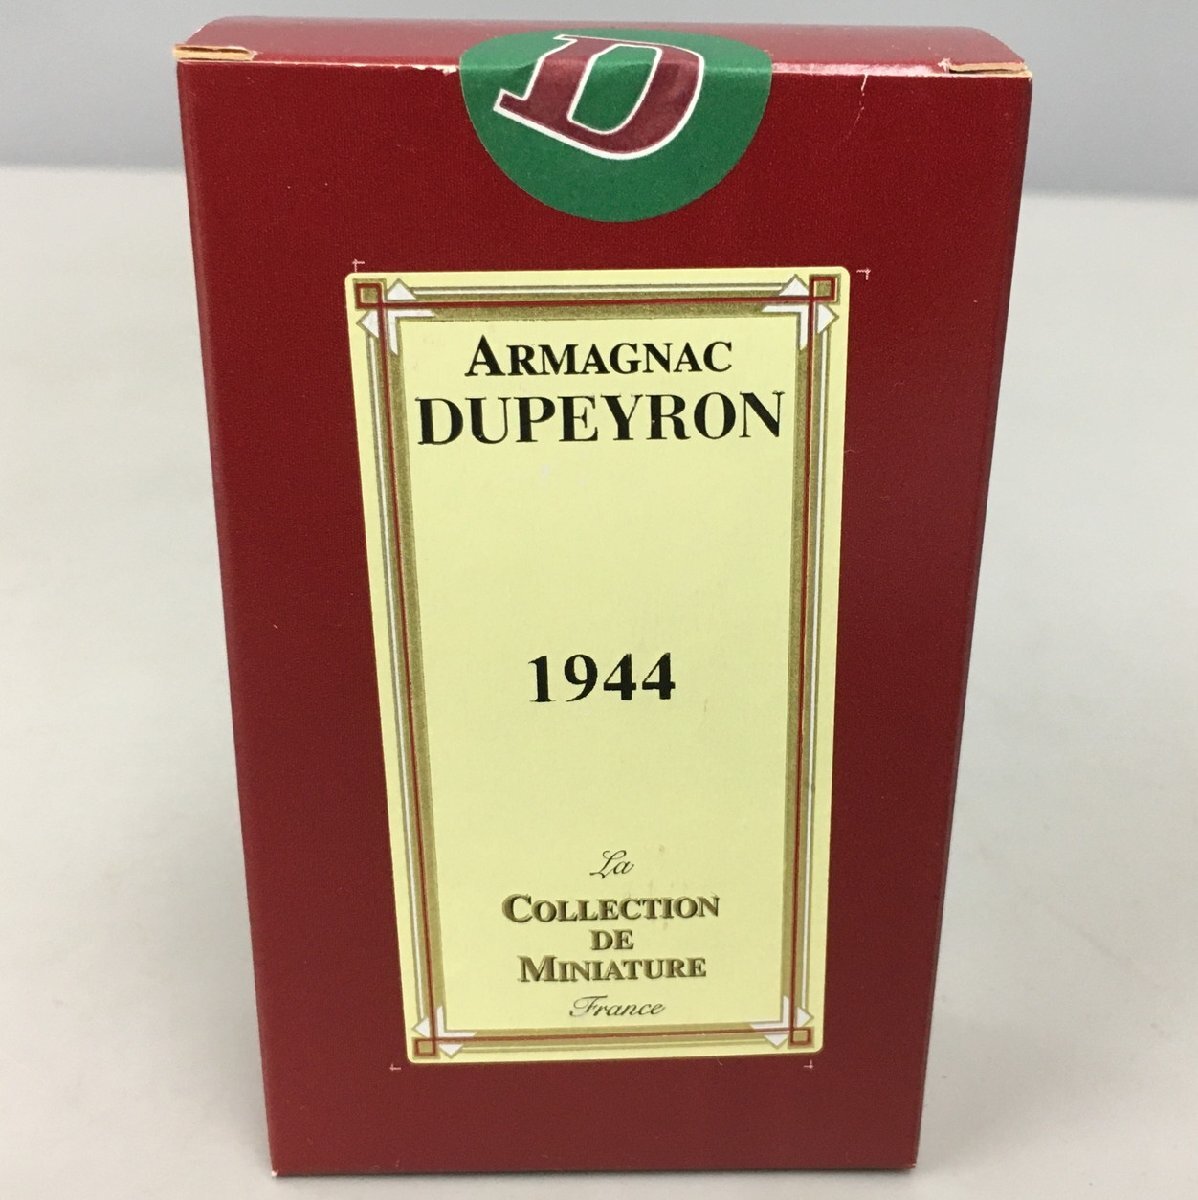 D
ARMAGNAC
DUPEYRON
1944
La
COLLECTION
DE
MINIATURE
France